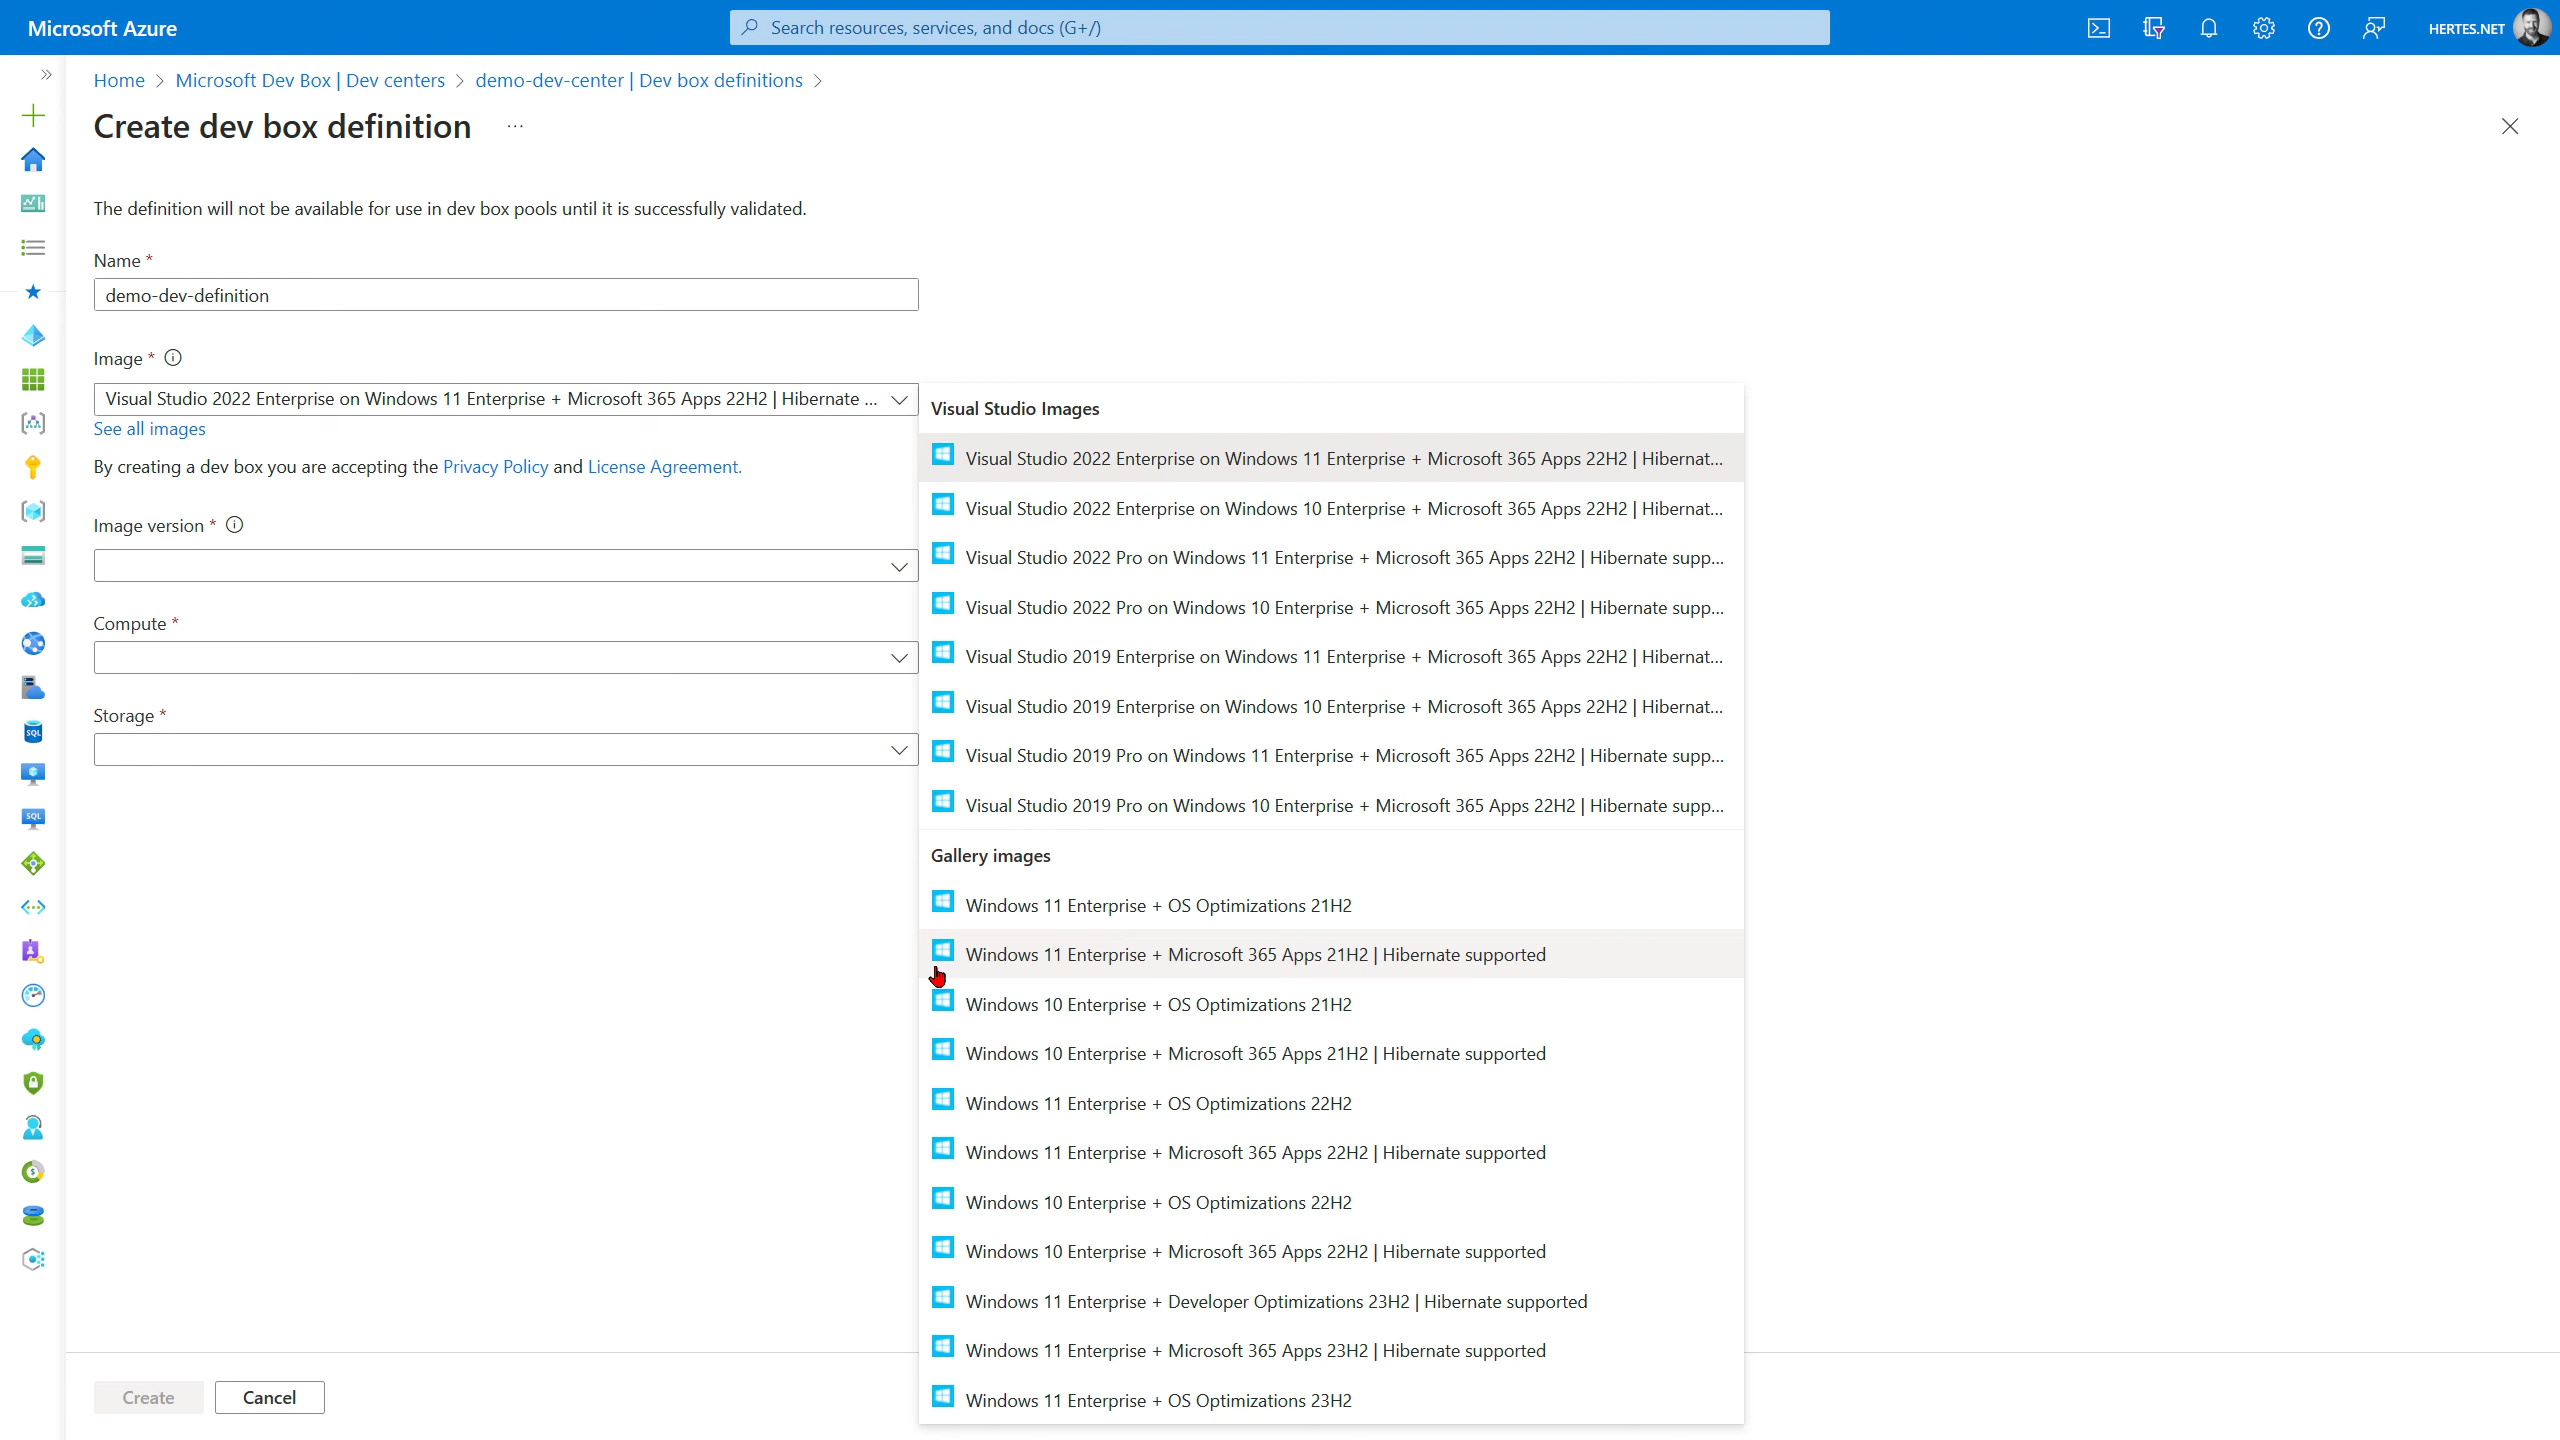 Microsoft Azure
Search resources, services, and docs (G+/)
HERTES.NET
Home > Microsoft Dev Box | Dev centers > demo-dev-center | Dev box definitions >
Create dev box definition ...
The definition will not be available for use in dev box pools until it is successfully validated.
Name *
demo-dev-definition
Image *
Visual Studio 2022 Enterprise on Windows 11 Enterprise + Microsoft 365 Apps 22H2 | Hibernate ...
See all images
By creating a dev box you are accepting the Privacy Policy and License Agreement.
Image version *
Compute *
Storage *
Visual Studio Images
Visual Studio 2022 Enterprise on Windows 11 Enterprise + Microsoft 365 Apps 22H2 | Hibernat...
Visual Studio 2022 Enterprise on Windows 10 Enterprise + Microsoft 365 Apps 22H2 | Hibernat...
Visual Studio 2022 Pro on Windows 11 Enterprise + Microsoft 365 Apps 22H2 | Hibernate supp...
Visual Studio 2022 Pro on Windows 10 Enterprise + Microsoft 365 Apps 22H2 | Hibernate supp...
Visual Studio 2019 Enterprise on Windows 11 Enterprise + Microsoft 365 Apps 22H2 | Hibernat...
Visual Studio 2019 Enterprise on Windows 10 Enterprise + Microsoft 365 Apps 22H2 | Hibernat...
Visual Studio 2019 Pro on Windows 11 Enterprise + Microsoft 365 Apps 22H2 | Hibernate supp...
Visual Studio 2019 Pro on Windows 10 Enterprise + Microsoft 365 Apps 22H2 | Hibernate supp...
Gallery images
Windows 11 Enterprise + OS Optimizations 21H2
Windows 11 Enterprise + Microsoft 365 Apps 21H2 | Hibernate supported
Windows 10 Enterprise + OS Optimizations 21H2
Windows 10 Enterprise + Microsoft 365 Apps 21H2 | Hibernate supported
Windows 11 Enterprise + OS Optimizations 22H2
Windows 11 Enterprise + Microsoft 365 Apps 22H2 | Hibernate supported
Windows 10 Enterprise + OS Optimizations 22H2
Windows 10 Enterprise + Microsoft 365 Apps 22H2 | Hibernate supported
Windows 11 Enterprise + Developer Optimizations 23H2 | Hibernate supported
Windows 11 Enterprise + Microsoft 365 Apps 23H2 | Hibernate supported
Windows 11 Enterprise + OS Optimizations 23H2
Create
Cancel
SQL
SQL